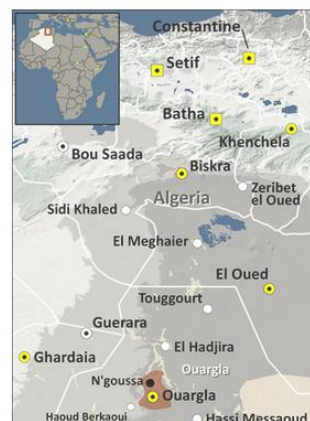 Constantine
Setif
Batha
Khenchela
Bou Saada
Biskra
Zeribet
el Oued
Algeria
Sidi Khaled
El Meghaier
El Oued
Touggourt
Guerara
El Hadjira
Ghardaia
Ouargla
N'goussa
Ouargla
Haoud Berkaoui
Hassi Messaoud